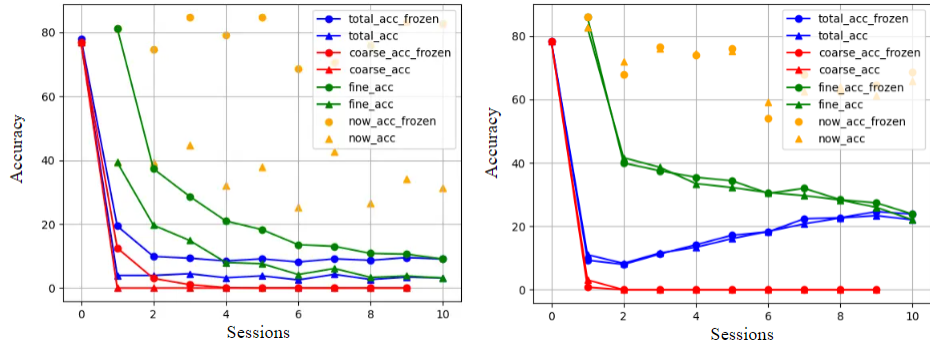 Accuracy
80
60
40
20
0
0
2
4
6
8
10
Sessions
total_acc_frozen
total_acc
coarse_acc_frozen
coarse_acc
fine_acc_frozen
fine_acc
now_acc_frozen
now_acc
Accuracy
80
60
40
20
0
0
2
4
6
8
10
Sessions
total_acc_frozen
total_acc
coarse_acc_frozen
coarse_acc
fine_acc_frozen
fine_acc
now_acc_frozen
now_acc